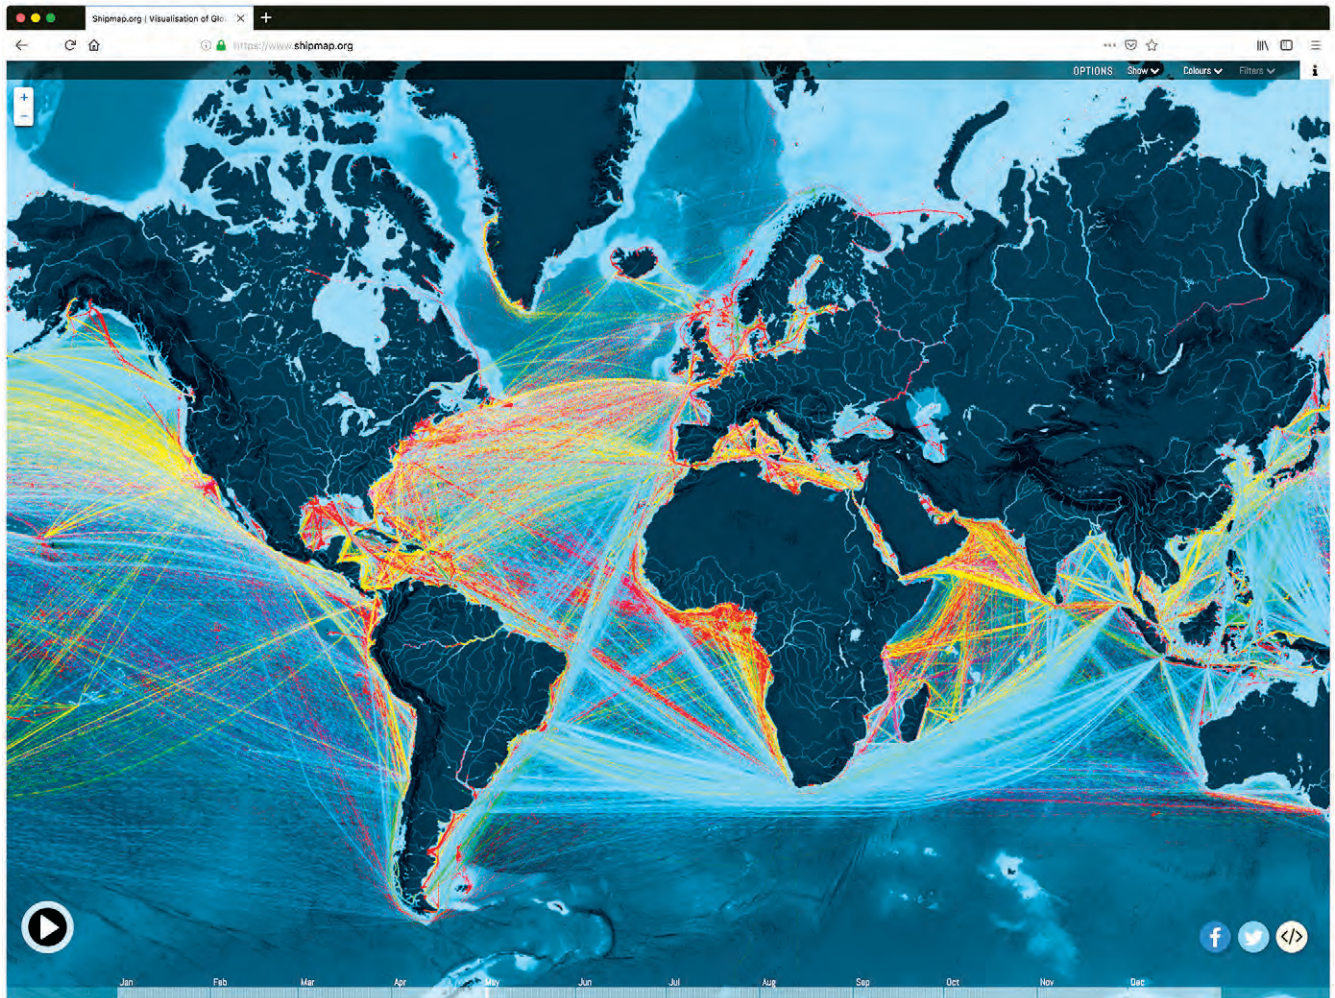 Shipmap.org | Visualisation of Glo
https://www.shipmap.org
OPTIONS Show Colours Filters
Jan Feb Mar Apr May Jun Jul Aug Sep Oct Nov Dec